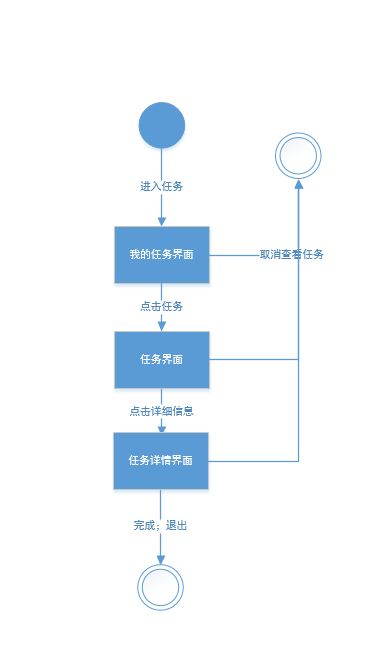 进入任务
我的任务界面
取消查看任务
点击任务
任务界面
点击详细信息
任务详情界面
完成；退出